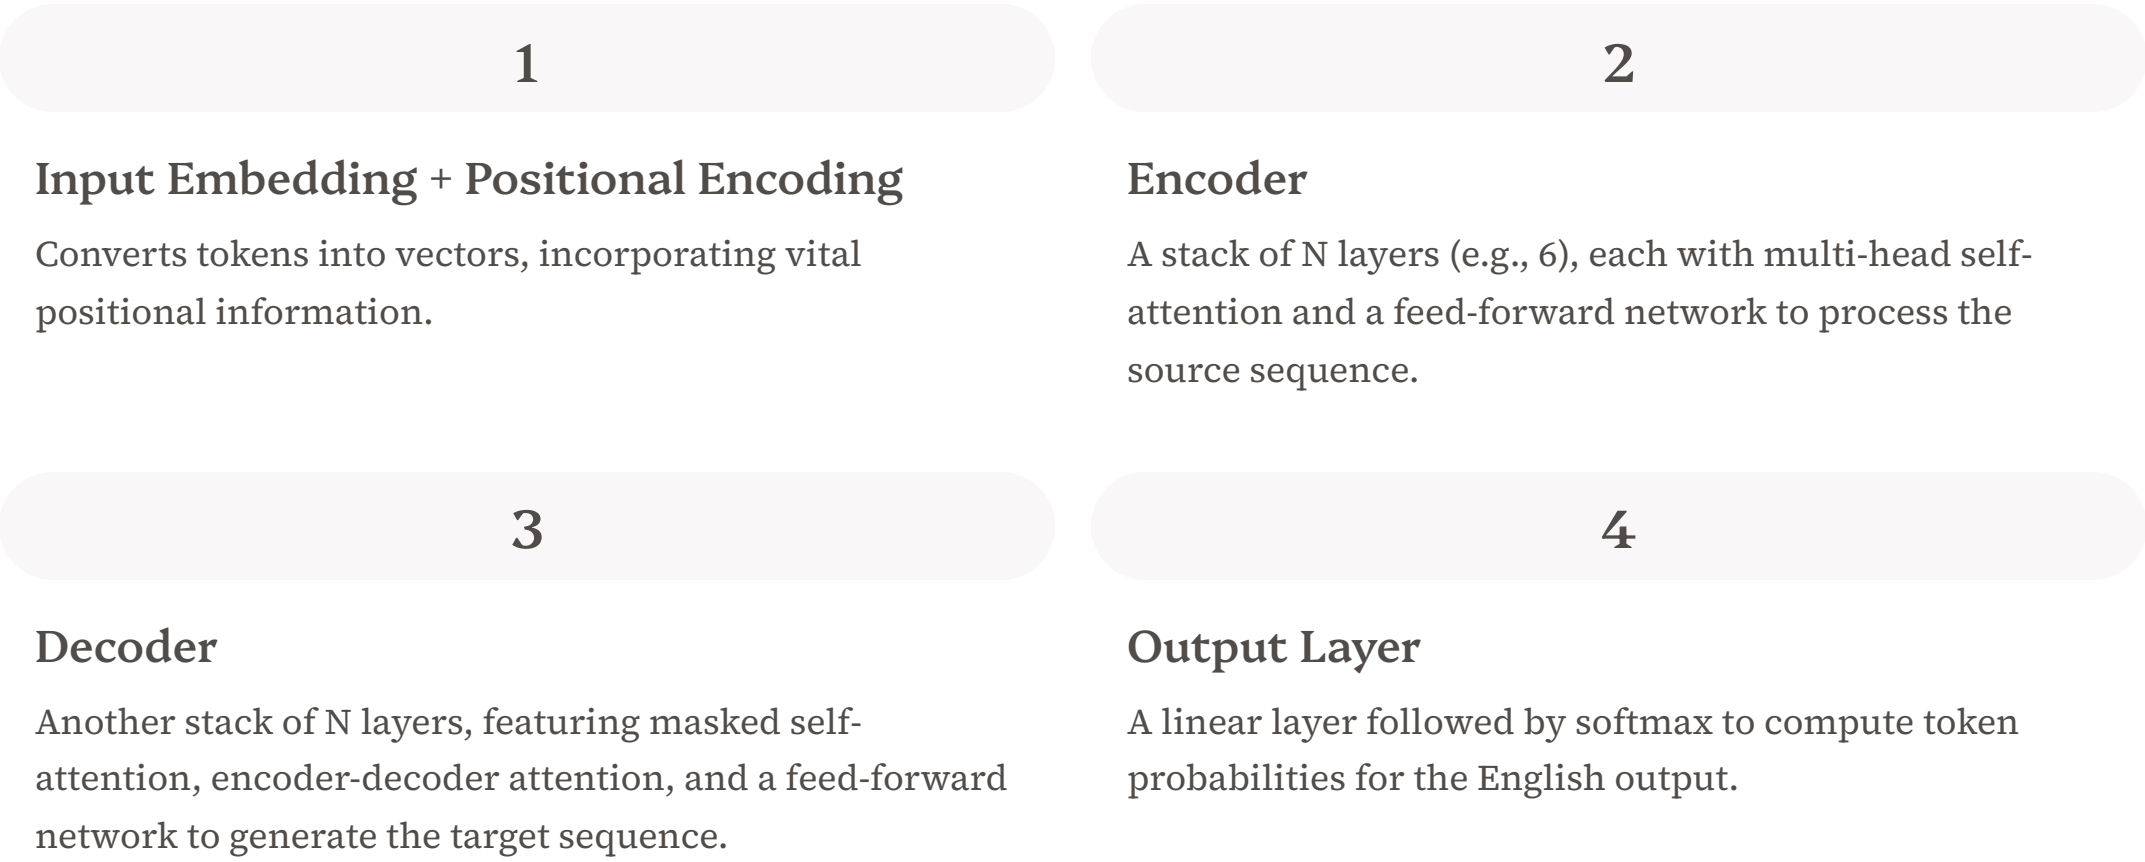 1
Input Embedding + Positional Encoding
Converts tokens into vectors, incorporating vital
positional information.
2
Encoder
A stack of N layers (e.g., 6), each with multi-head self-
attention and a feed-forward network to process the
source sequence.
3
Decoder
Another stack of N layers, featuring masked self-
attention, encoder-decoder attention, and a feed-forward
network to generate the target sequence.
4
Output Layer
A linear layer followed by softmax to compute token
probabilities for the English output.